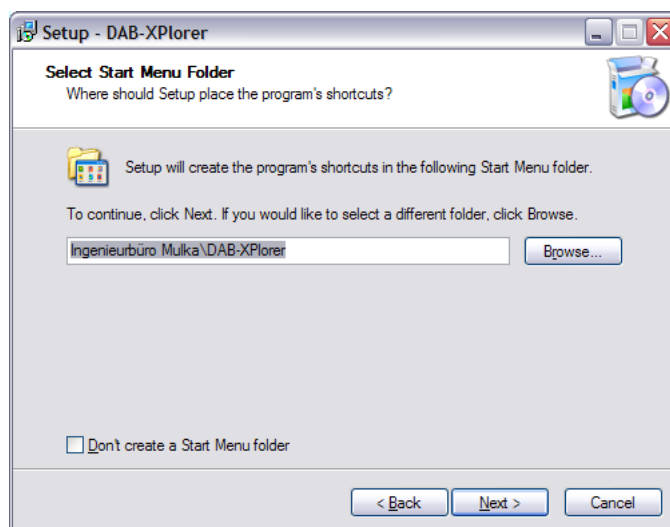 Setup - DAB-XPlorer
Select Start Menu Folder
Where should Setup place the program's shortcuts?
Setup will create the program's shortcuts in the following Start Menu folder.
To continue, click Next. If you would like to select a different folder, click Browse.
Ingenieurbüro Mulka\DAB-XPlorer
Browse...
Don't create a Start Menu folder
< Back
Next >
Cancel